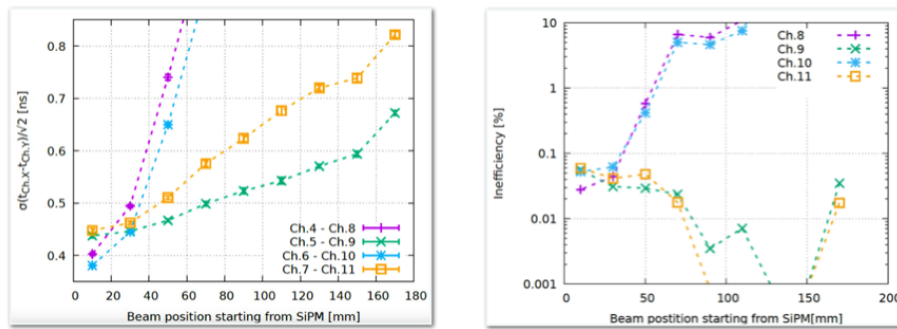 0.8
0.7
0.6
0.5
0.4
σ(t_Ch.X-t_Ch.Y)/√2 [ns]
Ch.4 - Ch.8
Ch.5 - Ch.9
Ch.6 - Ch.10
Ch.7 - Ch.11
0 20 40 60 80 100 120 140 160 180
Beam position starting from SiPM [mm]
10
1
0.1
0.01
0.001
Inefficiency [%]
Ch.8
Ch.9
Ch.10
Ch.11
0 50 100 150 200
Beam postition starting from SiPM[mm]